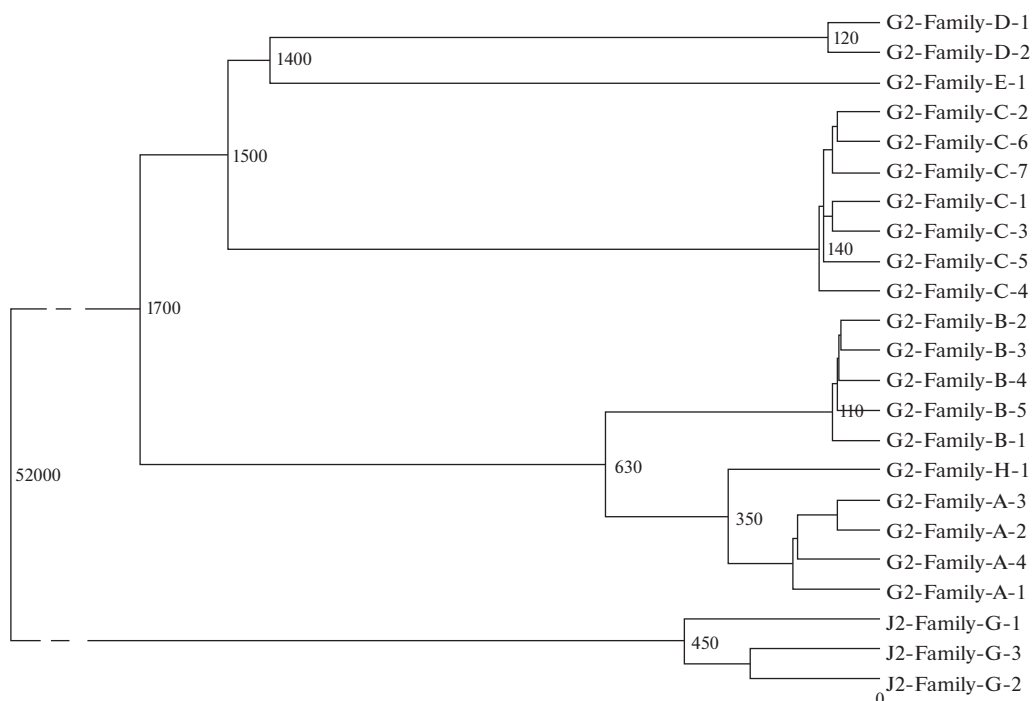 G2-Family-D-1
120
G2-Family-D-2
1400
G2-Family-E-1
G2-Family-C-2
G2-Family-C-6
1500
G2-Family-C-7
G2-Family-C-1
G2-Family-C-3
140
G2-Family-C-5
G2-Family-C-4
1700
G2-Family-B-2
G2-Family-B-3
G2-Family-B-4
110
G2-Family-B-5
G2-Family-B-1
630
G2-Family-H-1
52000
G2-Family-A-3
350
G2-Family-A-2
G2-Family-A-4
G2-Family-A-1
J2-Family-G-1
450
J2-Family-G-3
J2-Family-G-2
0